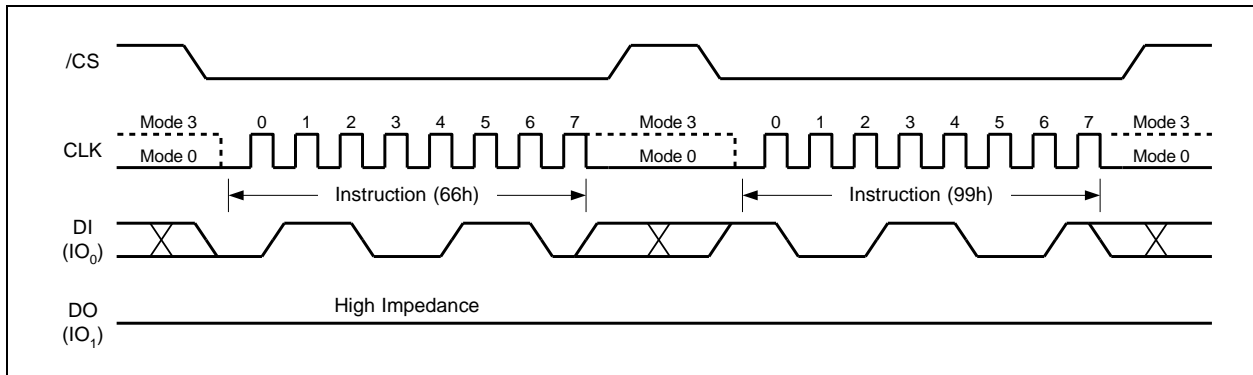 /CS
Mode 3 0 1 2 3 4 5 6 7 Mode 3 0 1 2 3 4 5 6 7 Mode 3
CLK Mode 0 Mode 0 Mode 0
Instruction (66h) Instruction (99h)
DI
(IO₀)
DO High Impedance
(IO₁)